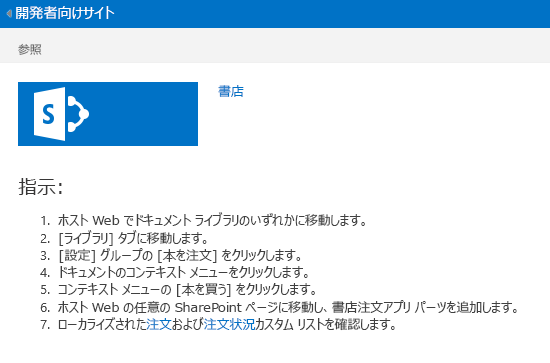 開発者向けサイト
参照
S
書店
指示:
1. ホスト Web でドキュメント ライブラリのいずれかに移動します。
2. [ライブラリ] タブに移動します。
3. [設定] グループの [本を注文] をクリックします。
4. ドキュメントのコンテキスト メニューをクリックします。
5. コンテキスト メニューの [本を買う] をクリックします。
6. ホスト Web の任意の SharePoint ページに移動し、書店注文アプリ パーツを追加します。
7. ローカライズされた注文および注文状況カスタム リストを確認します。